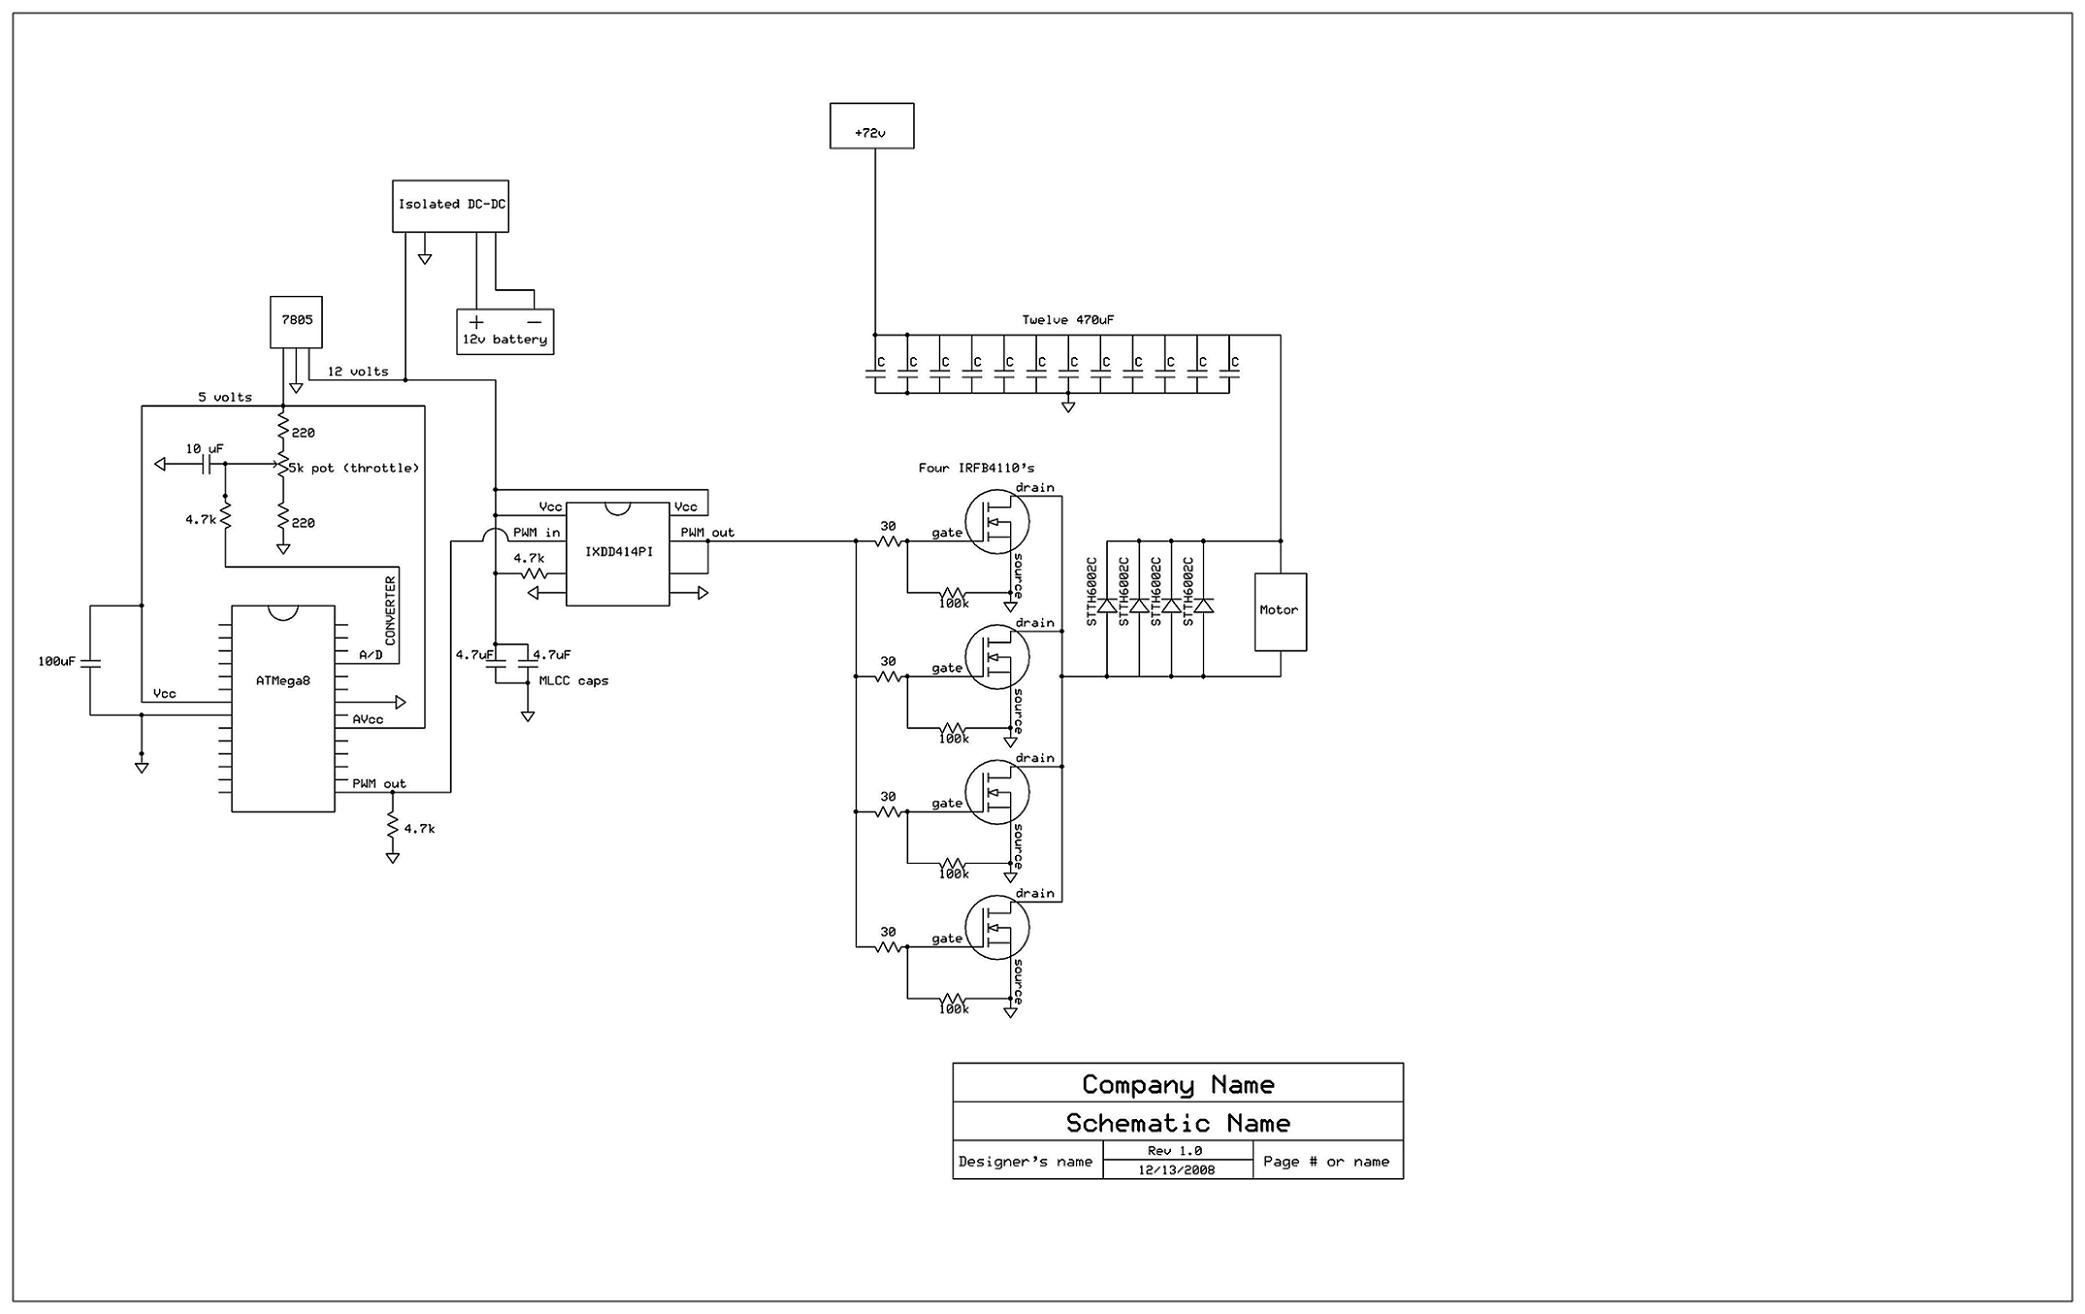 +72v
Isolated DC-DC
7805
+ −
12v battery
12 volts
5 volts
220
10 uF
5k pot (throttle)
4.7k
220
CONVERTER
A/D
100uF
ATMega8
Vcc
AVcc
PWM out
4.7k
Vcc
Vcc
PWM in
PWM out
IXDD414PI
4.7k
4.7uF
4.7uF
MLCC caps
Twelve 470uF
C C C C C C C C C C C C
Four IRFB4110's
drain
30
gate
source
100k
drain
30
gate
source
100k
drain
30
gate
source
100k
drain
30
gate
source
100k
STTH6002C
STTH6002C
STTH6002C
STTH6002C
Motor
Company Name
Schematic Name
Designer's name
Rev 1.0
12/13/2008
Page # or name